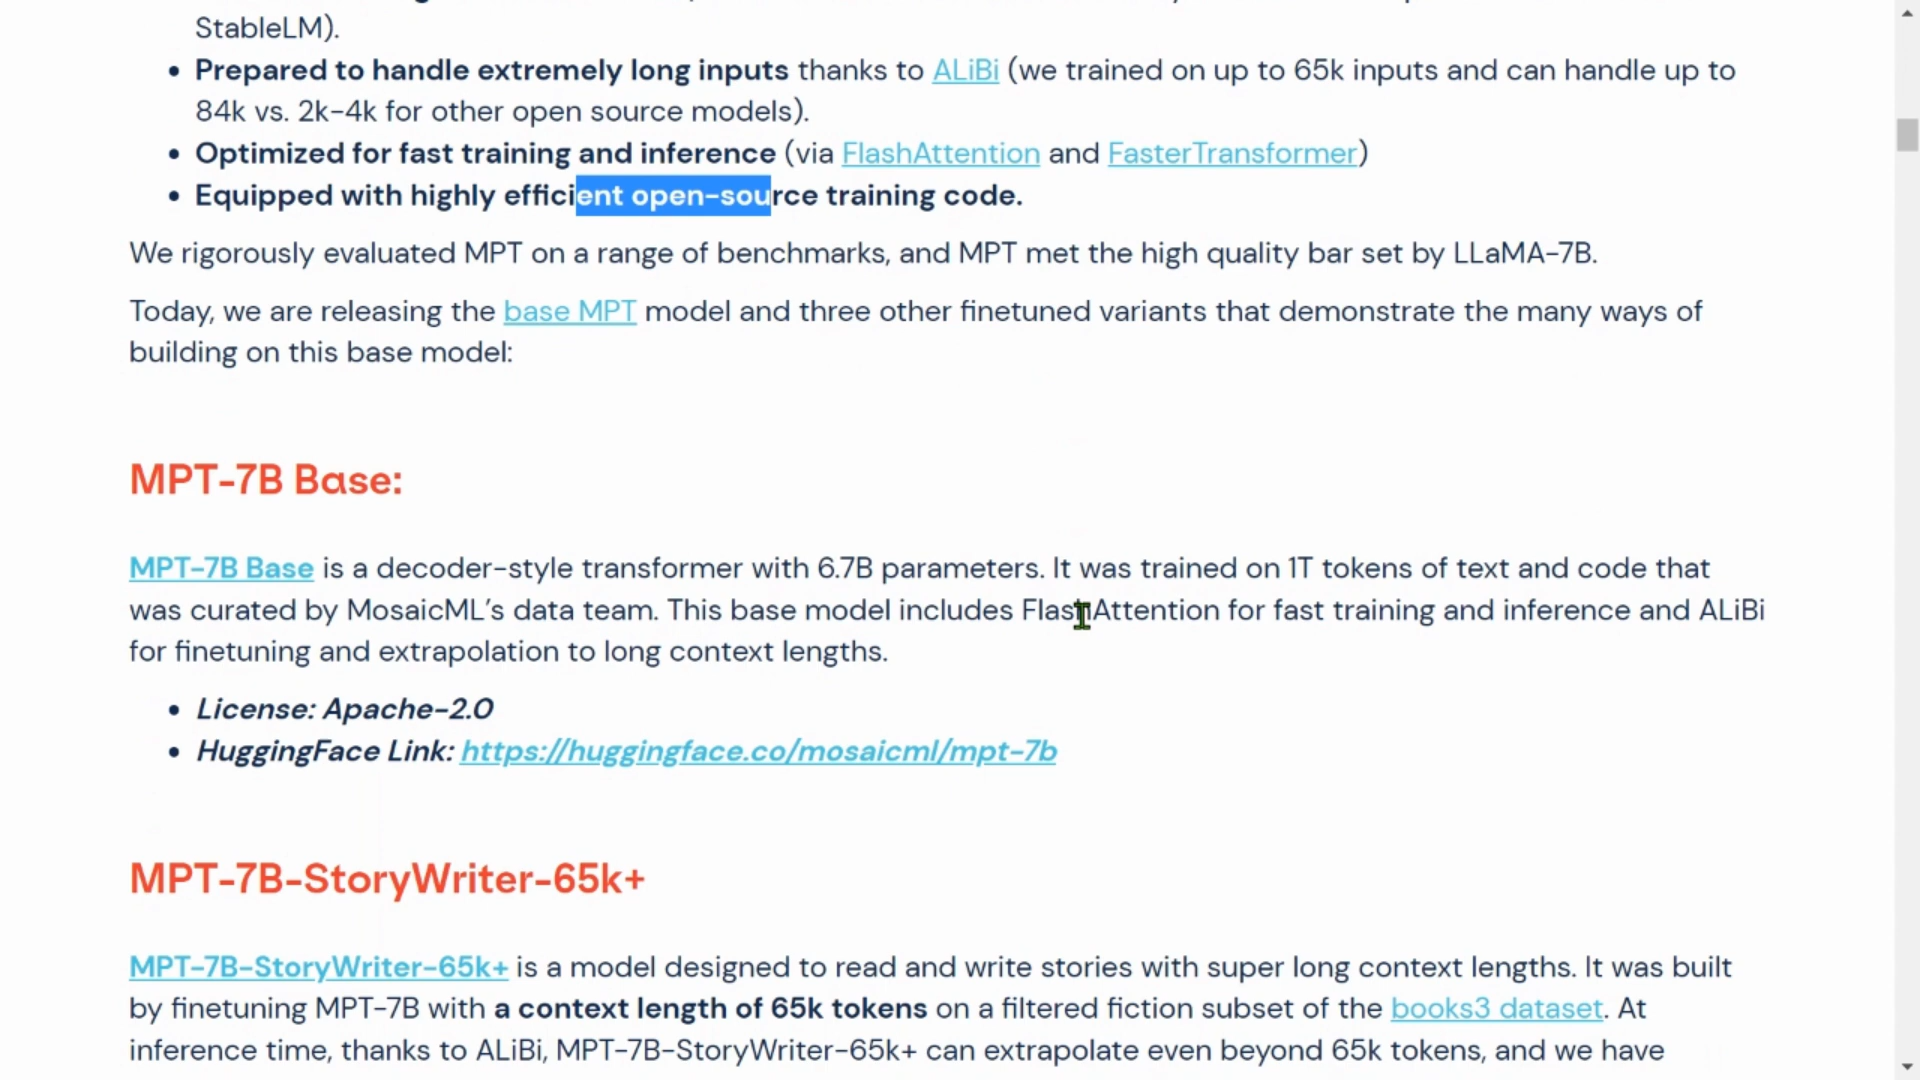 StableLM).
• Prepared to handle extremely long inputs thanks to ALiBi (we trained on up to 65k inputs and can handle up to
84k vs. 2k-4k for other open source models).
• Optimized for fast training and inference (via FlashAttention and FasterTransformer)
• Equipped with highly efficient open-source training code.
We rigorously evaluated MPT on a range of benchmarks, and MPT met the high quality bar set by LLaMA-7B.
Today, we are releasing the base MPT model and three other finetuned variants that demonstrate the many ways of
building on this base model:
MPT-7B Base:
MPT-7B Base is a decoder-style transformer with 6.7B parameters. It was trained on 1T tokens of text and code that
was curated by MosaicML’s data team. This base model includes FlashAttention for fast training and inference and ALiBi
for finetuning and extrapolation to long context lengths.
• License: Apache-2.0
• HuggingFace Link: https://huggingface.co/mosaicml/mpt-7b
MPT-7B-StoryWriter-65k+
MPT-7B-StoryWriter-65k+ is a model designed to read and write stories with super long context lengths. It was built
by finetuning MPT-7B with a context length of 65k tokens on a filtered fiction subset of the books3 dataset. At
inference time, thanks to ALiBi, MPT-7B-StoryWriter-65k+ can extrapolate even beyond 65k tokens, and we have